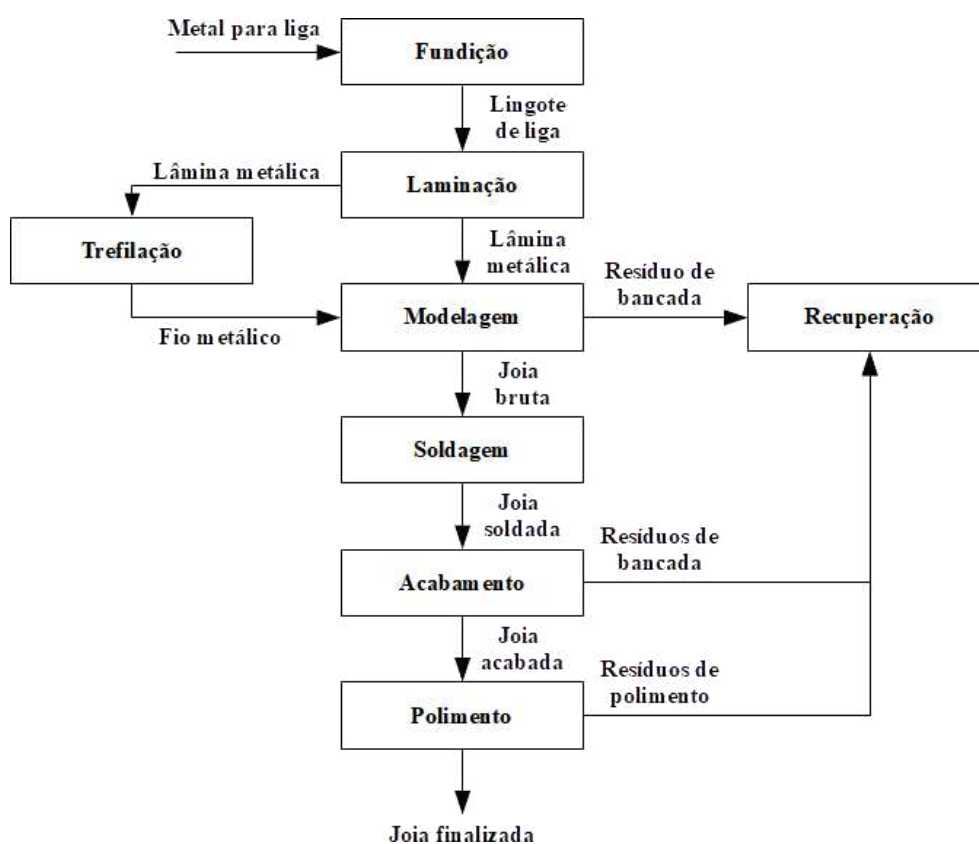 Metal para liga
Fundição
Lingote
de liga
Lâmina metálica
Laminação
Trefilação
Lâmina
metálica
Resíduo de
bancada
Fio metálico
Modelagem
Recuperação
Joia
bruta
Soldagem
Joia
soldada
Resíduos de
bancada
Acabamento
Joia
acabada
Resíduos de
polimento
Polimento
Joia finalizada